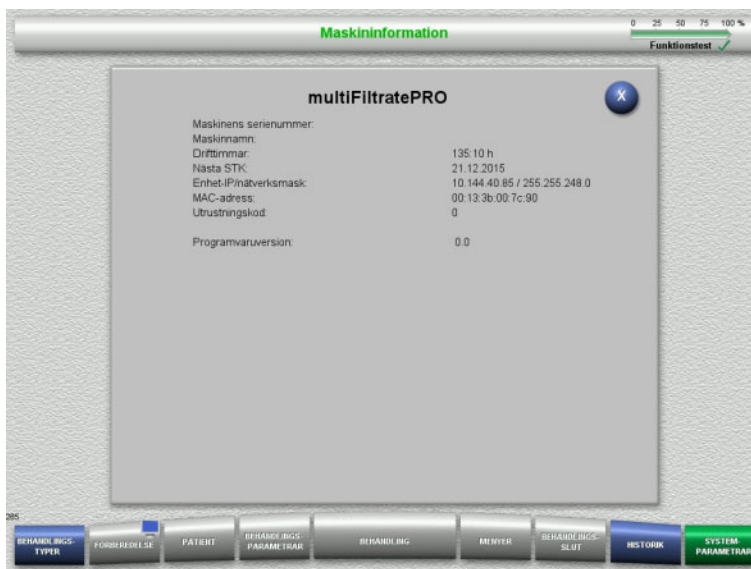 Maskininformation
0 25 50 75 100 %
Funktionstest
multiFiltratePRO
X
Maskinens serienummer:
Maskinnamn:
Drifttimmar: 135:10 h
Nästa STK: 21.12.2015
Enhet-IP/nätverksmask: 10.144.40.85 / 255.255.248.0
MAC-adress: 00:13:3b:00:7c:90
Utrustningskod: 0
Programvaruversion: 0.0
265
BEHANDLINGS-
TYPER
FÖRBEREDELSE
PATIENT
BEHANDLINGS-
PARAMETRAR
BEHANDLING
MENYER
BEHANDLINGS-
SLUT
HISTORIK
SYSTEM-
PARAMETRAR